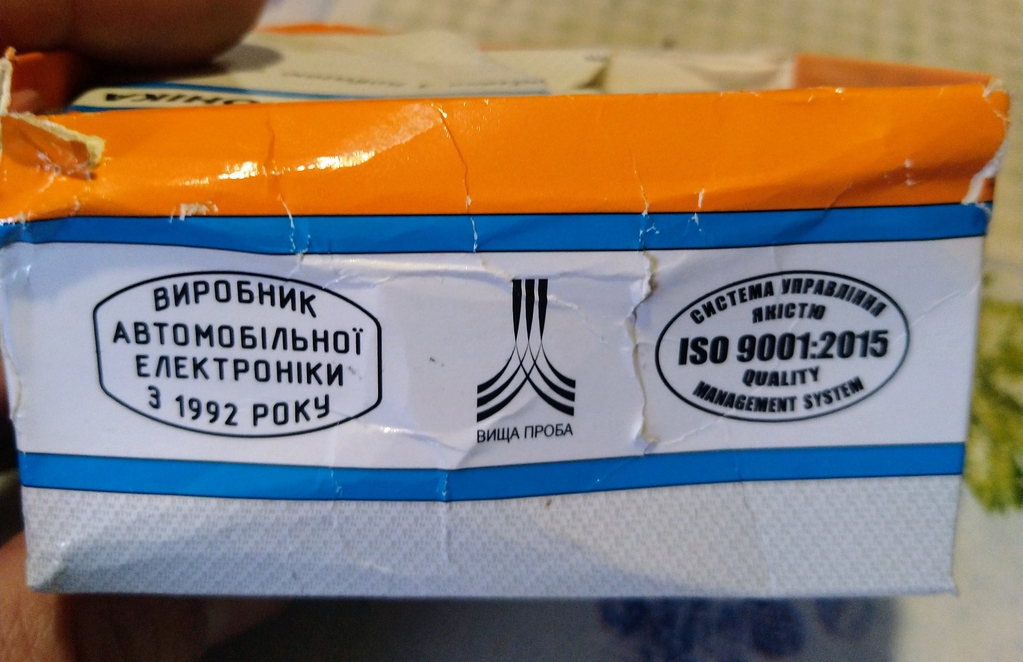 ВИРОБНИК
АВТОМОБІЛЬНОЇ
ЕЛЕКТРОНІКИ
З 1992 РОКУ
ВИЩА ПРОБА
СИСТЕМА УПРАВЛІННЯ
ЯКІСТЮ
ISO 9001:2015
QUALITY
MANAGEMENT SYSTEM